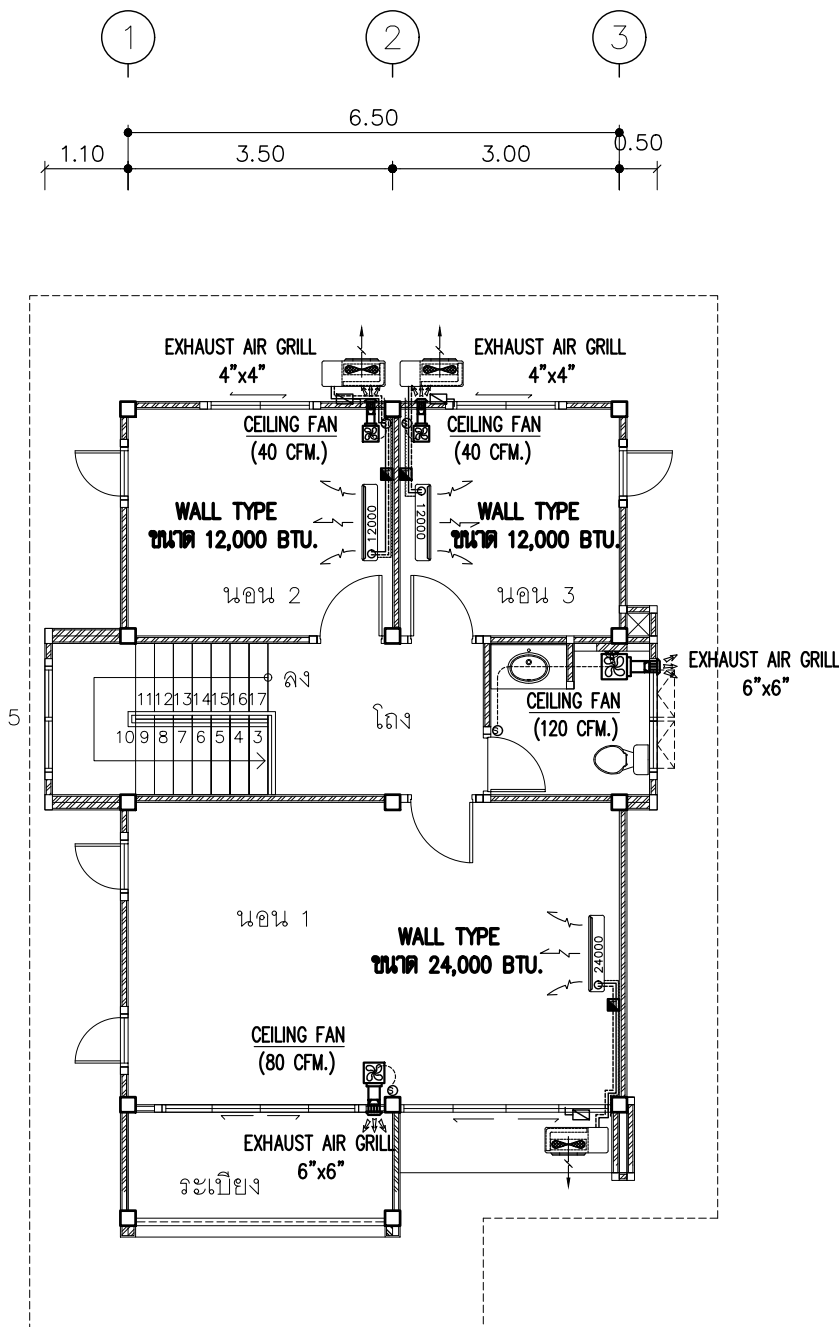 1 2 3
6.50
1.10 3.50 3.00 0.50
EXHAUST AIR GRILL
4"x4"
EXHAUST AIR GRILL
4"x4"
CEILING FAN
(40 CFM.)
CEILING FAN
(40 CFM.)
WALL TYPE
ขนาด 12,000 BTU.
12000
12000
WALL TYPE
ขนาด 12,000 BTU.
นอน 2
นอน 3
EXHAUST AIR GRILL
6"x6"
ลง
11 12 13 14 15 16 17
CEILING FAN
(120 CFM.)
5
โถง
10 9 8 7 6 5 4 3
นอน 1
WALL TYPE
ขนาด 24,000 BTU.
24000
CEILING FAN
(80 CFM.)
EXHAUST AIR GRILL
6"x6"
ระเบียง